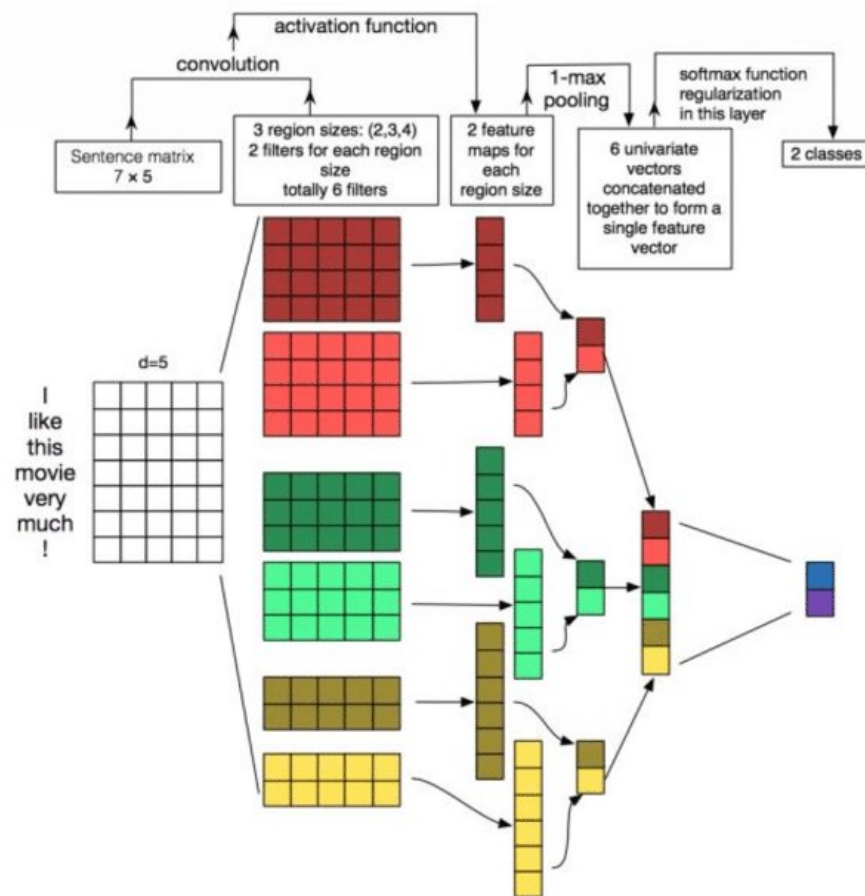 activation function
convolution
1-max
pooling
softmax function
regularization
in this layer
Sentence matrix
7 × 5
3 region sizes: (2,3,4)
2 filters for each region
size
totally 6 filters
2 feature
maps for
each
region size
6 univariate
vectors
concatenated
together to form a
single feature
vector
2 classes
d=5
I
like
this
movie
very
much
!